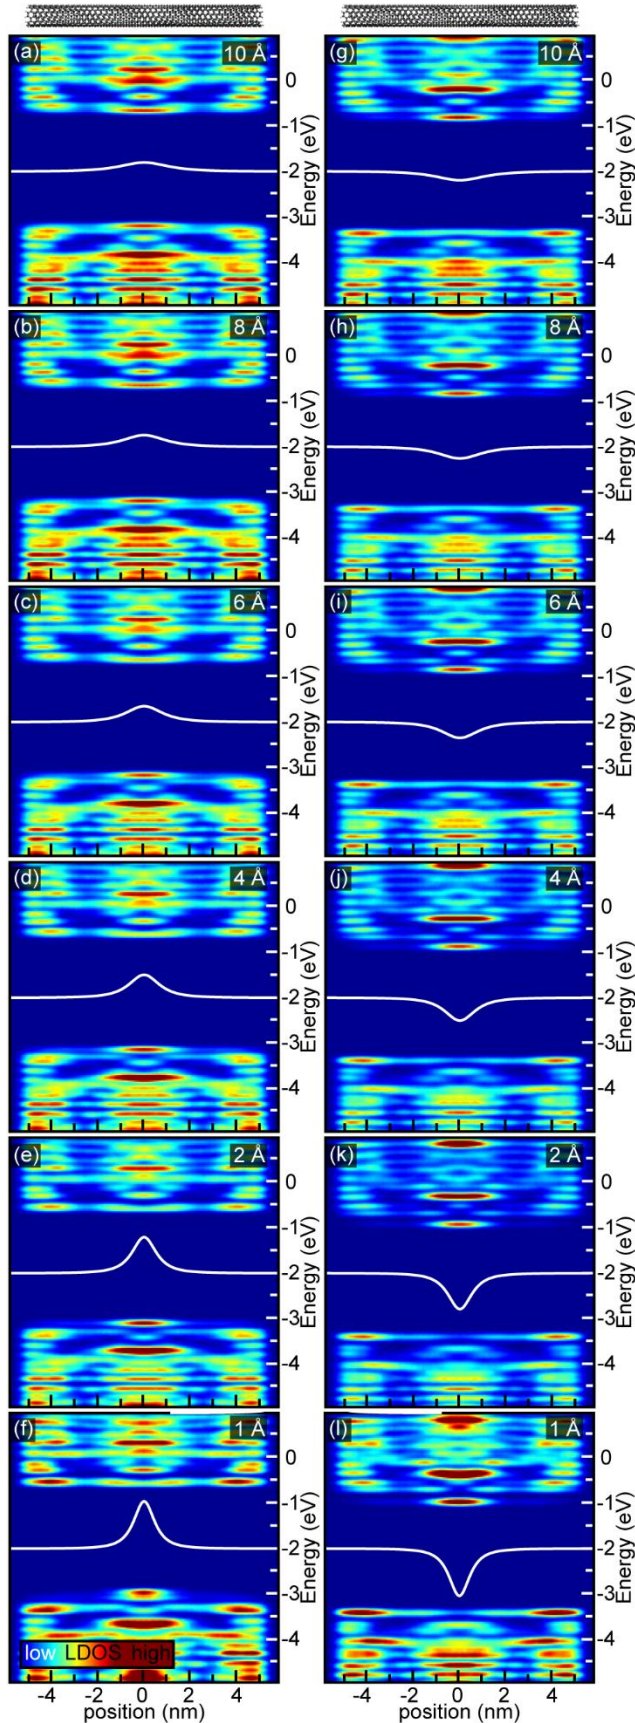 (a) 10 Å (g) 10 Å
0 0
-1 -1
-2 -2
-3 -3
-4 -4
Energy (eV) Energy (eV)
(b) 8 Å (h) 8 Å
0 0
-1 -1
-2 -2
-3 -3
-4 -4
Energy (eV) Energy (eV)
(c) 6 Å (i) 6 Å
0 0
-1 -1
-2 -2
-3 -3
-4 -4
Energy (eV) Energy (eV)
(d) 4 Å (j) 4 Å
0 0
-1 -1
-2 -2
-3 -3
-4 -4
Energy (eV) Energy (eV)
(e) 2 Å (k) 2 Å
0 0
-1 -1
-2 -2
-3 -3
-4 -4
Energy (eV) Energy (eV)
(f) 1 Å (l) 1 Å
0 0
-1 -1
-2 -2
-3 -3
-4 -4
Energy (eV) Energy (eV)
low LDOS high
-4 -2 0 2 4 -4 -2 0 2 4
position (nm) position (nm)